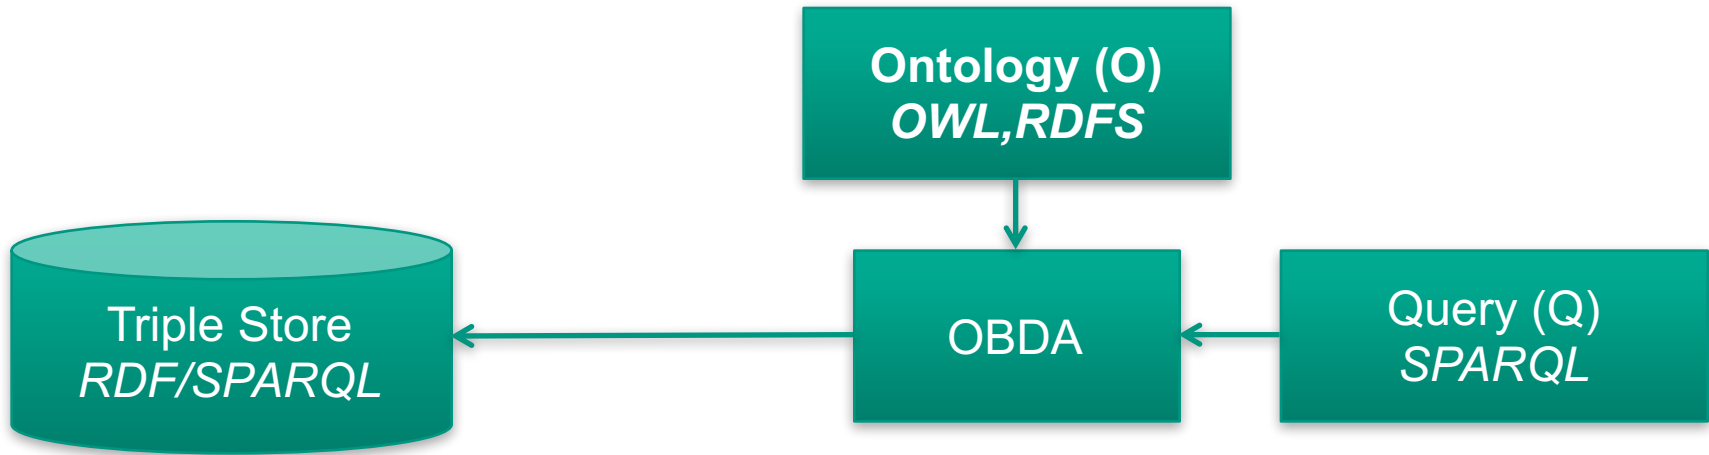 Ontology (O)
OWL,RDFS
Triple Store
RDF/SPARQL
OBDA
Query (Q)
SPARQL